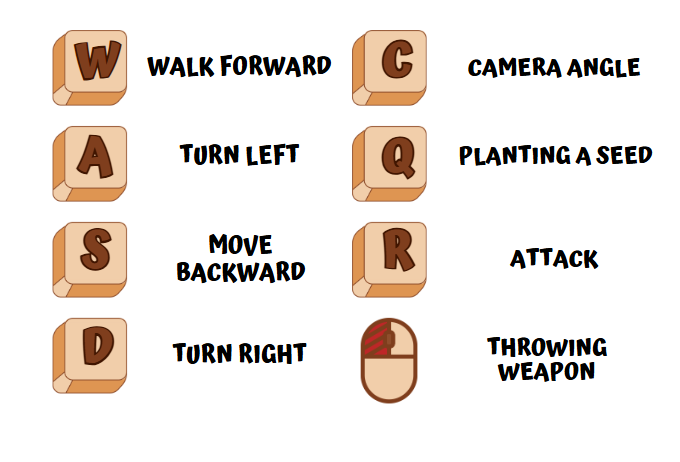 W WALK FORWARD
C CAMERA ANGLE
A TURN LEFT
Q PLANTING A SEED
S MOVE
BACKWARD
R ATTACK
D TURN RIGHT
THROWING
WEAPON